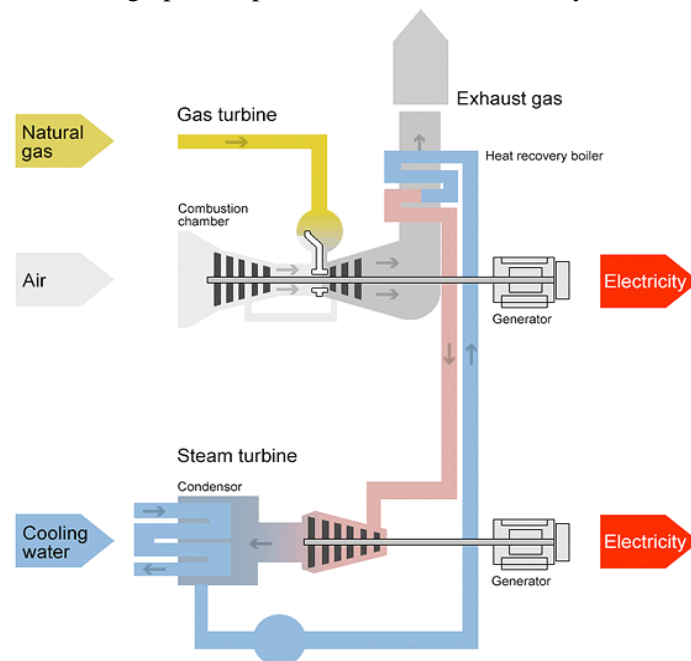 Exhaust gas
Gas turbine
Natural
gas
Heat recovery boiler
Combustion
chamber
Air
Electricity
Generator
Steam turbine
Condensor
Cooling
water
Electricity
Generator